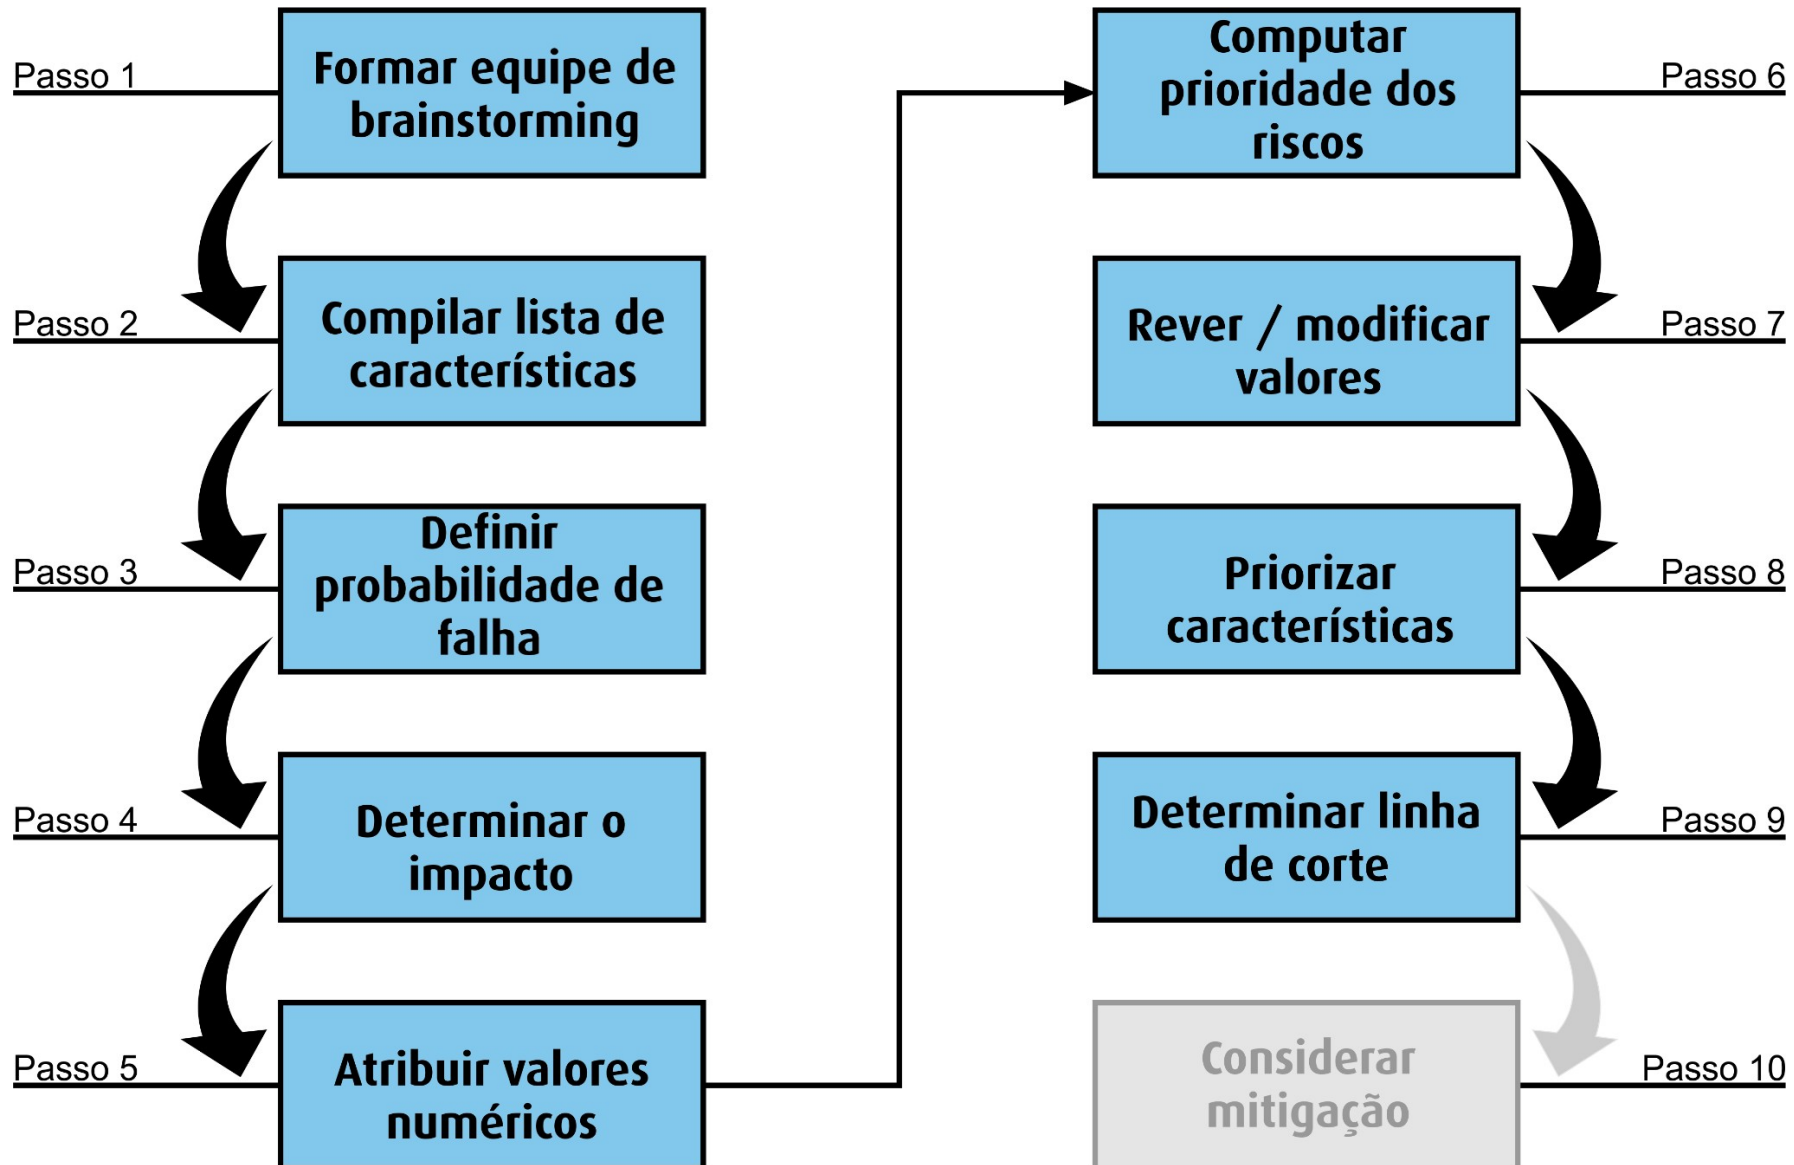 Passo 1
Formar equipe de
brainstorming
Passo 2
Compilar lista de
características
Passo 3
Definir
probabilidade de
falha
Passo 4
Determinar o
impacto
Passo 5
Atribuir valores
numéricos
Computar
prioridade dos
riscos
Passo 6
Rever / modificar
valores
Passo 7
Priorizar
características
Passo 8
Determinar linha
de corte
Passo 9
Considerar
mitigação
Passo 10